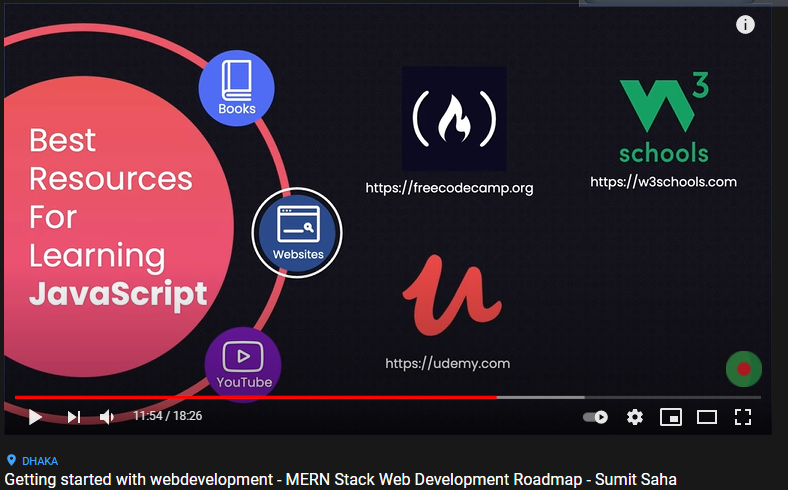 Best
Resources
For
Learning
JavaScript
Books
Websites
YouTube
https://freecodecamp.org
W3
schools
https://w3schools.com
https://udemy.com
11:54 / 18:26
DHAKA
Getting started with webdevelopment - MERN Stack Web Development Roadmap - Sumit Saha